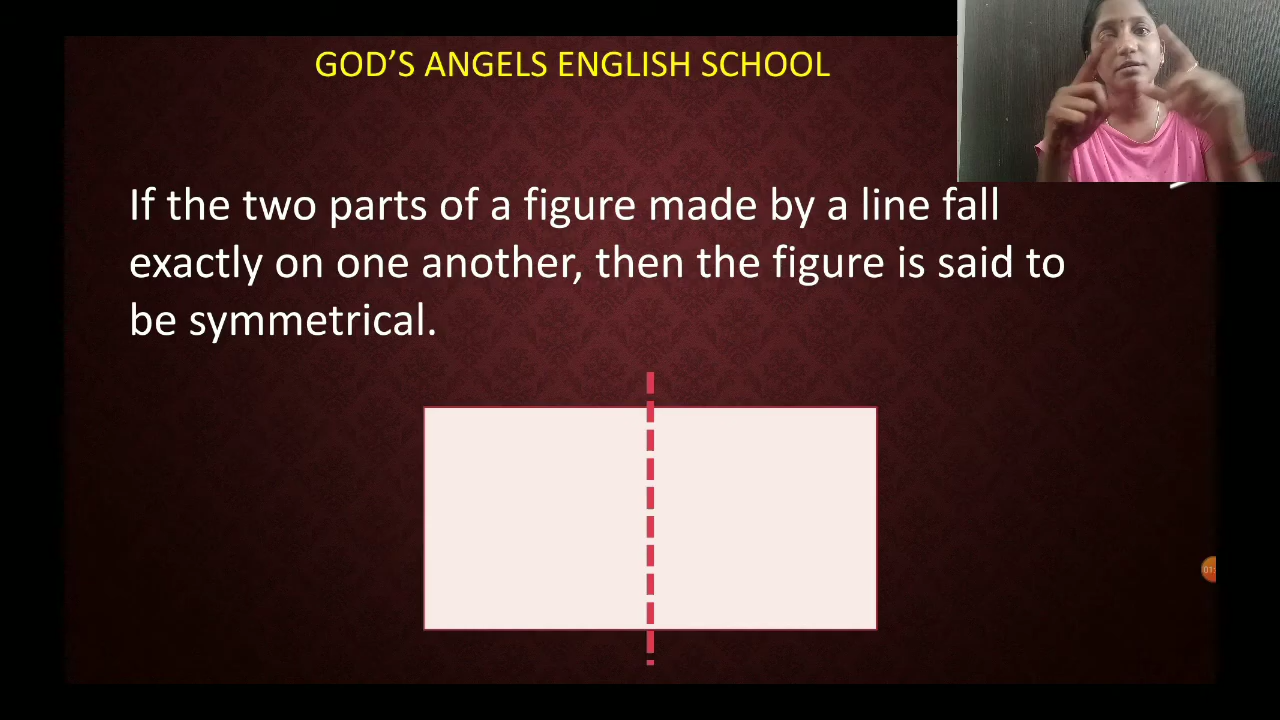 GOD’S ANGELS ENGLISH SCHOOL
If the two parts of a figure made by a line fall
exactly on one another, then the figure is said to
be symmetrical.
01: